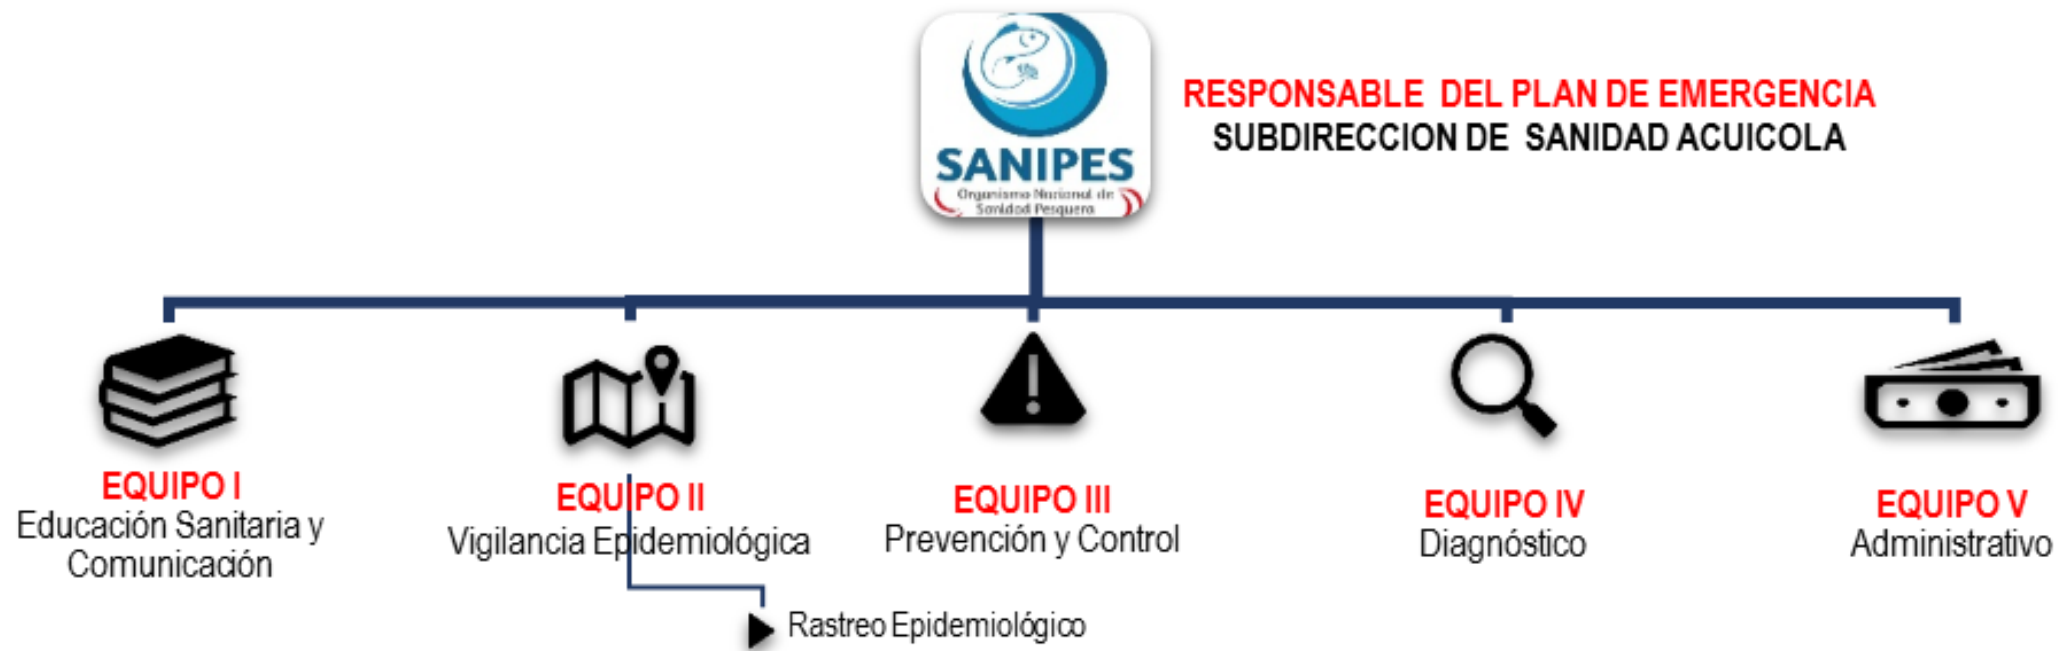 SANIPES
Organismo Nacional de
Sanidad Pesquera
RESPONSABLE DEL PLAN DE EMERGENCIA
SUBDIRECCION DE SANIDAD ACUICOLA
EQUIPO I
Educación Sanitaria y
Comunicación
EQUIPO II
Vigilancia Epidemiológica
Rastreo Epidemiológico
EQUIPO III
Prevención y Control
EQUIPO IV
Diagnóstico
EQUIPO V
Administrativo